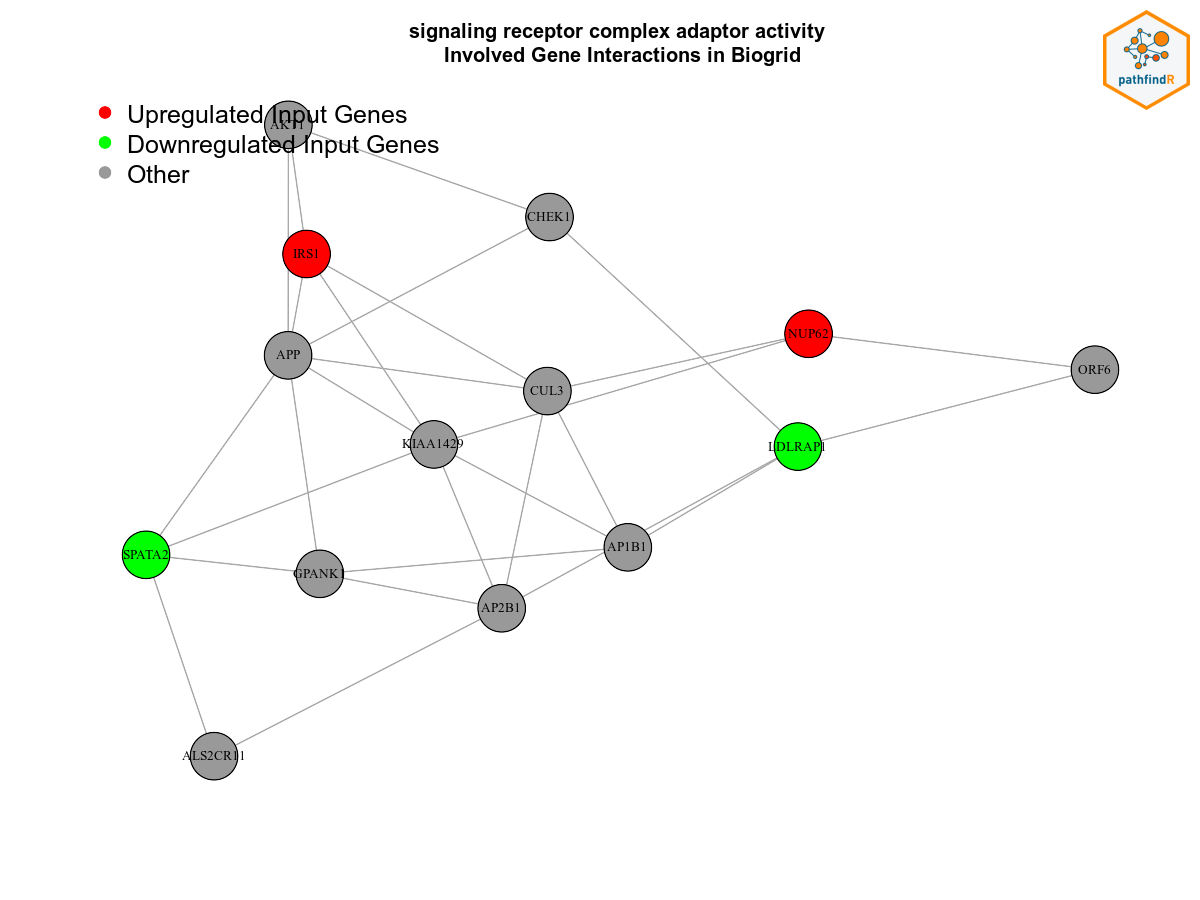 signaling receptor complex adaptor activity
Involved Gene Interactions in Biogrid
pathfindR
Upregulated Input Genes
AKT1
Downregulated Input Genes
Other
CHEK1
IRS1
NUP62
APP
ORF6
CUL3
KIAA1429
LDLRAP1
AP1B1
SPATA2
GPANK1
AP2B1
ALS2CR11